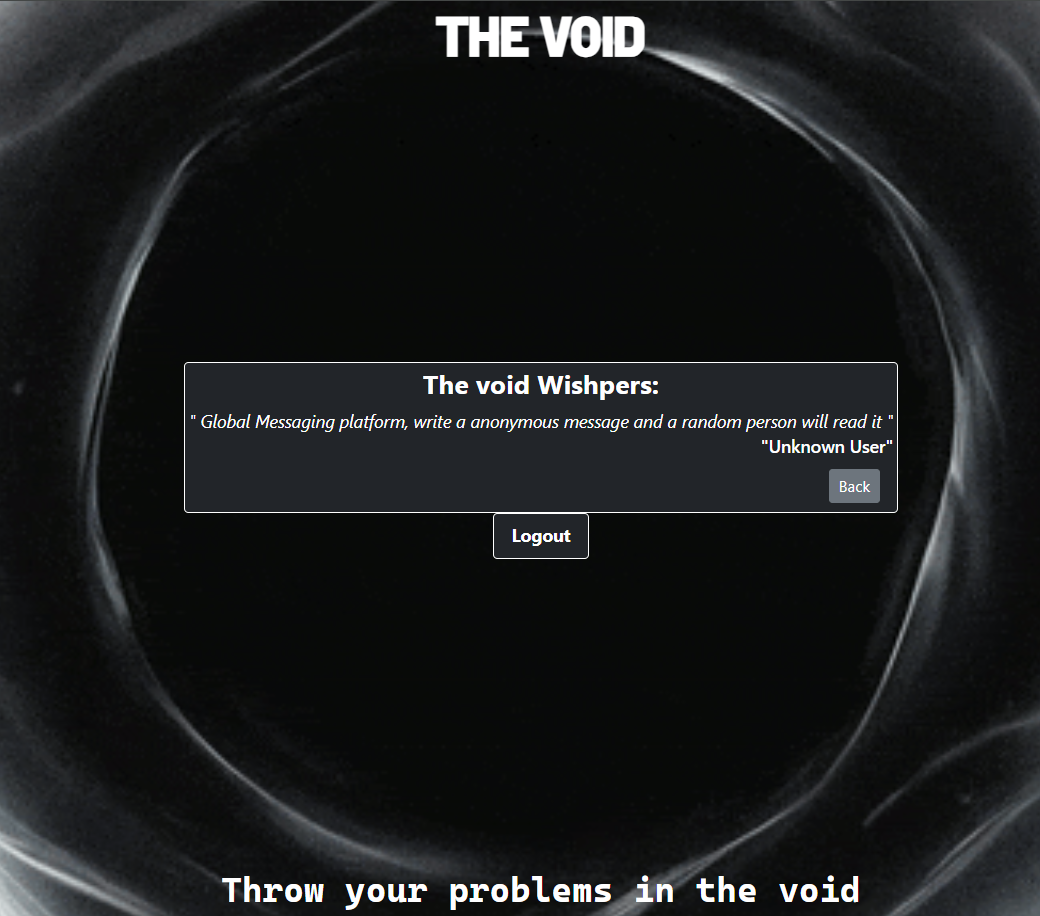 THE VOID
The void Wishpers:
" Global Messaging platform, write a anonymous message and a random person will read it "
"Unknown User"
Back
Logout
Throw your problems in the void